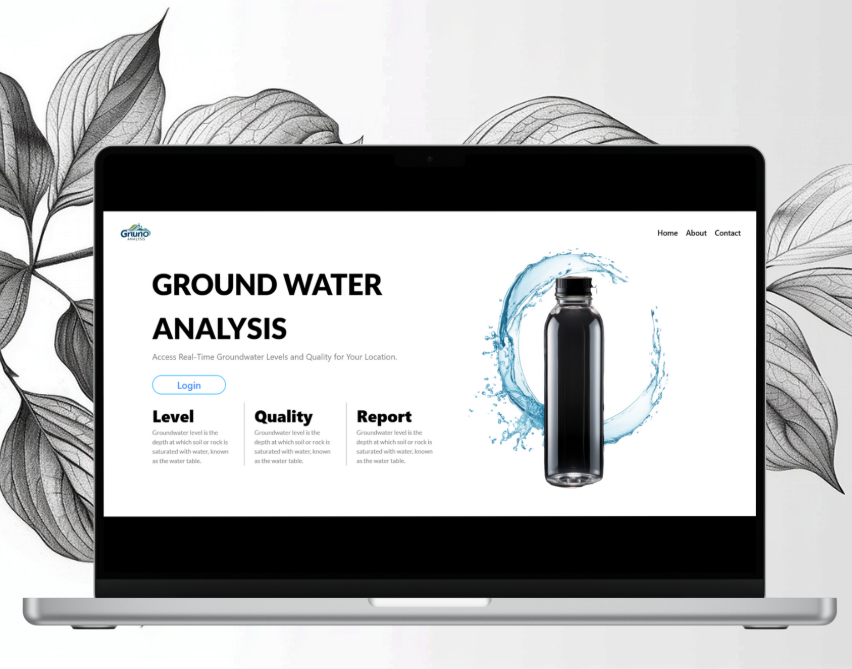 Home About Contact
GROUND WATER
ANALYSIS
Access Real-Time Groundwater Levels and Quality for Your Location.
Login
Level
Groundwater level is the
depth at which soil or rock is
saturated with water, known
as the water table.
Quality
Groundwater level is the
depth at which soil or rock is
saturated with water, known
as the water table.
Report
Groundwater level is the
depth at which soil or rock is
saturated with water, known
as the water table.